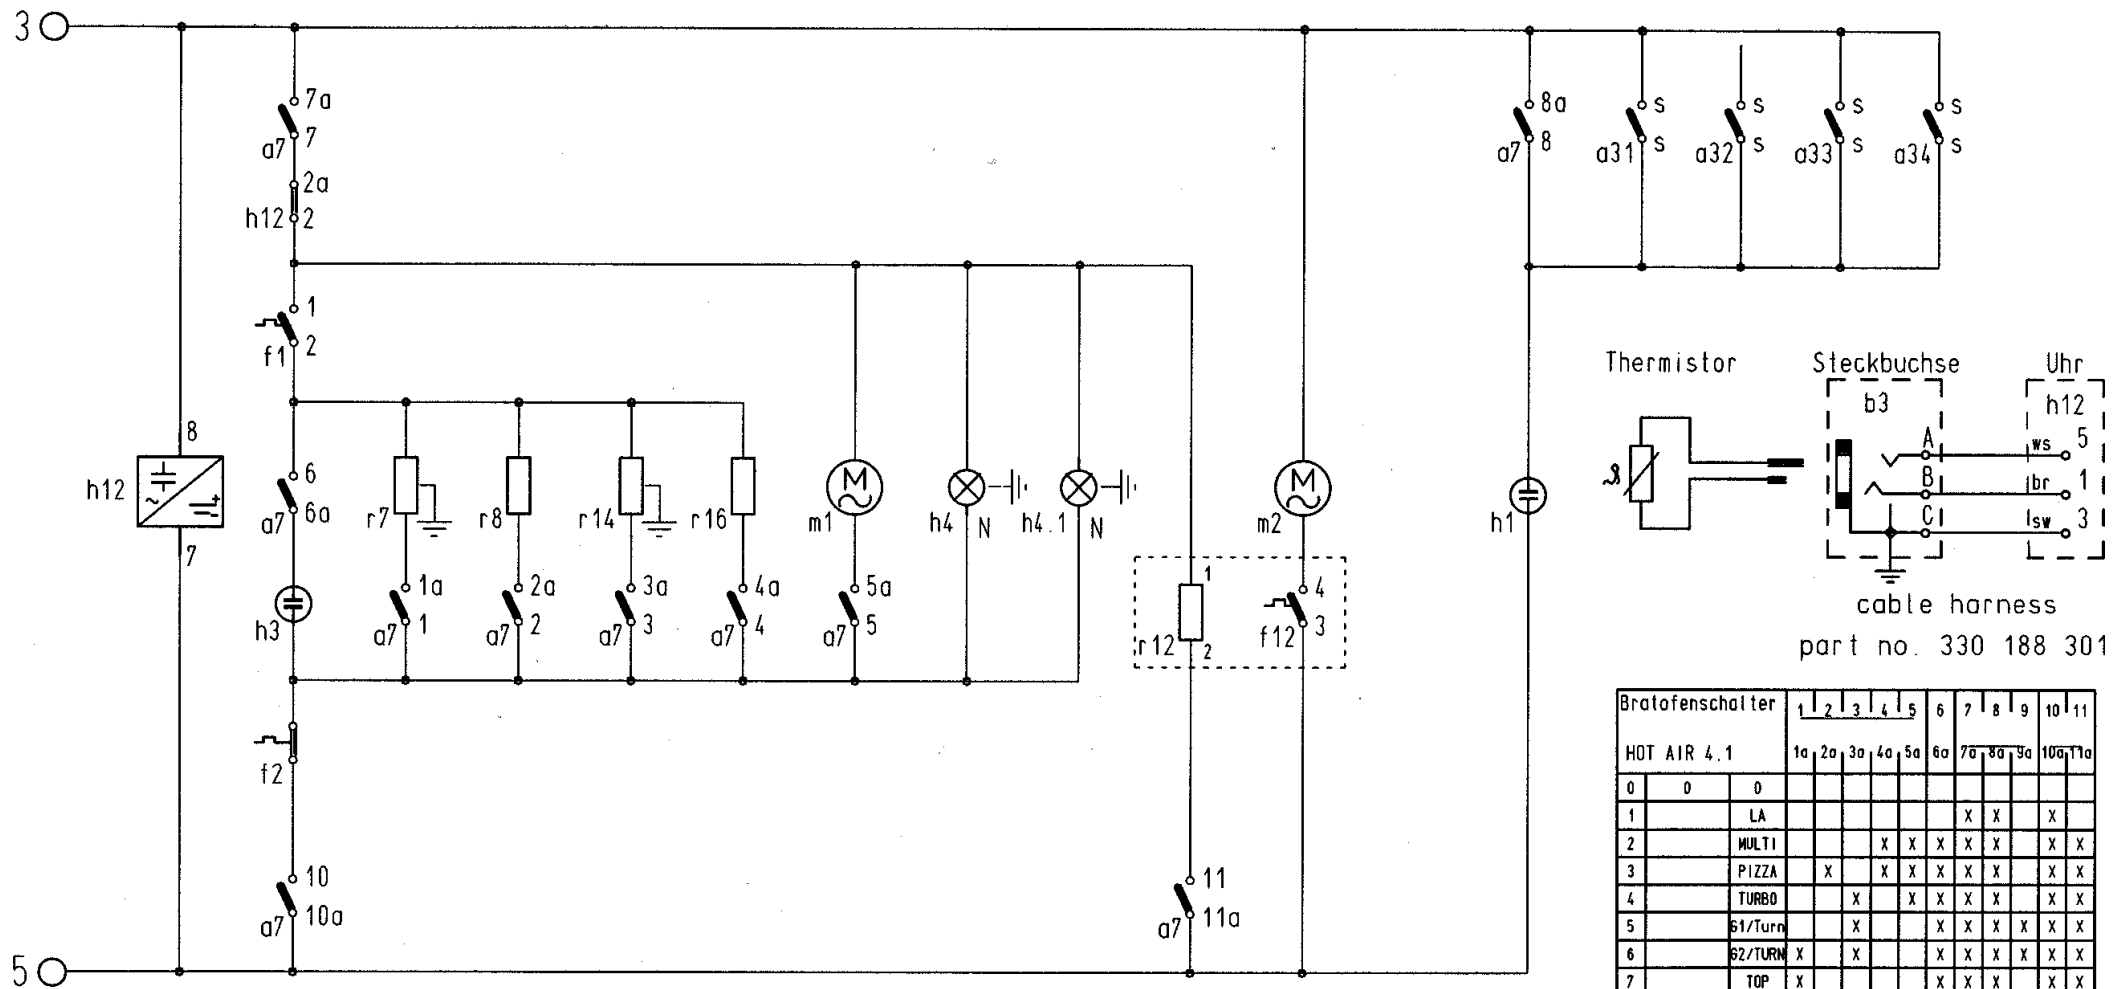 3
7a
7
a7
2a
h12 2
8a
a7 8
s
a31 s
s
a32 s
s
a33 s
s
a34 s
1
f1 2
Thermistor
Steckbuchse
Uhr
b3
h12
A ws 5
B br 1
C sw 3
ϑ
cable harness
part no. 330 188 301
8
h12
7
6
a7 6a
h3
r7
r8
r14
r16
M
m1
h4 N
h4.1 N
M
m2
h1
1a
a7 1
2a
a7 2
3a
a7 3
4a
a7 4
5a
a7 5
1
r12 2
4
f12 3
f2
10
a7 10a
11
a7 11a
5
Bratofenschalter 1 2 3 4 5 6 7 8 9 10 11
HOT AIR 4.1 1a 2a 3a 4a 5a 6a 7a 8a 9a 10a 11a
0 0 0
1 LA x x x
2 MULTI x x x x x x x
3 PIZZA x x x x x x x x
4 TURBO x x x x x x x
5 G1/Turn x x x x x x x
6 G2/TURN x x x x x x x x
7 TOP x x x x x x